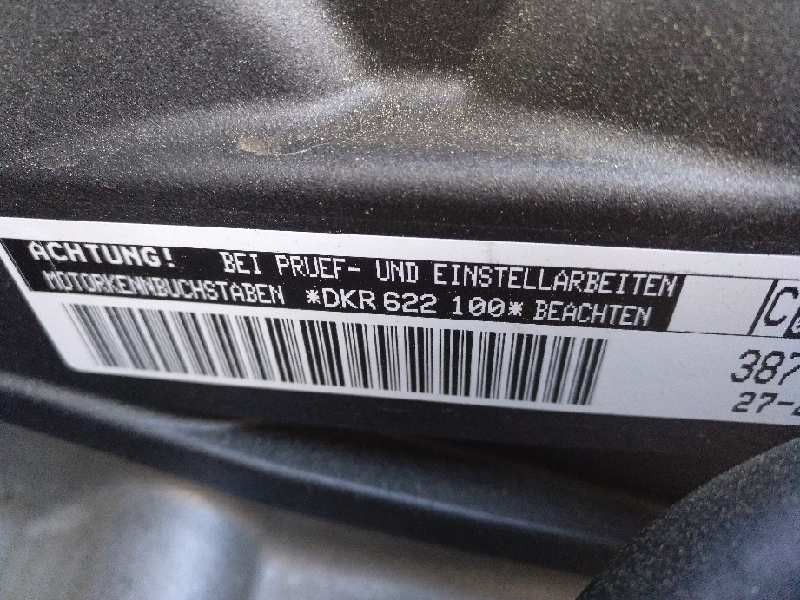 ACHTUNG! BEI PRUEF- UND EINSTELLARBEITEN
MOTORKENNBUCHSTABEN *DKR 622 100* BEACHTEN
387
27-